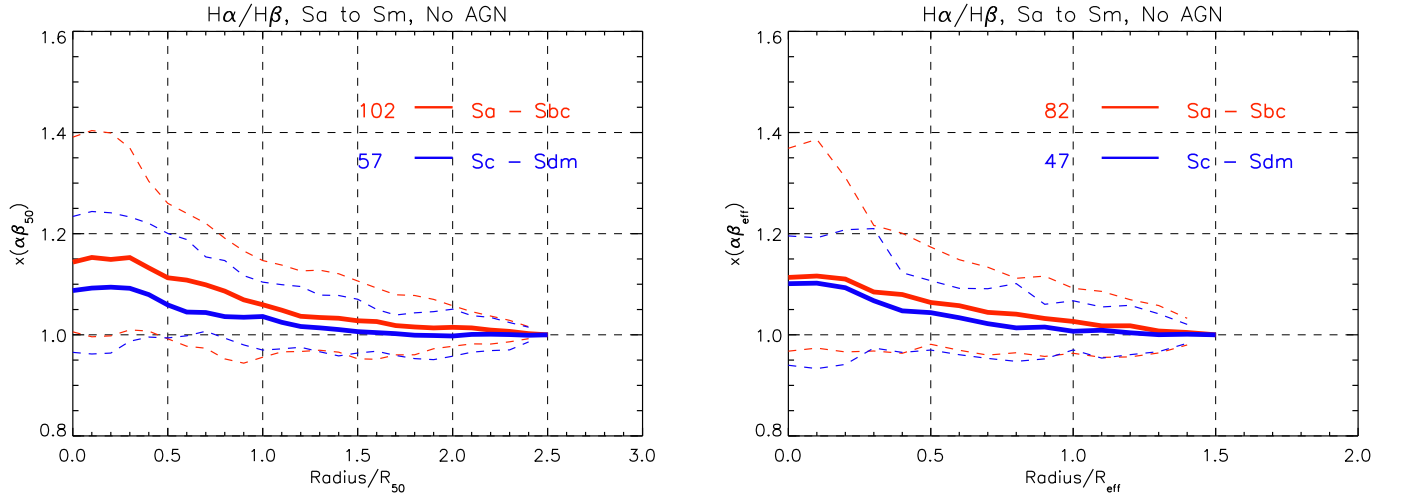 Hα/Hβ, Sa to Sm, No AGN
1.6
1.4
1.2
1.0
0.8
x(αβ50)
102 Sa – Sbc
57 Sc – Sdm
0.0 0.5 1.0 1.5 2.0 2.5 3.0
Radius/R50
Hα/Hβ, Sa to Sm, No AGN
1.6
1.4
1.2
1.0
0.8
x(αβeff)
82 Sa – Sbc
47 Sc – Sdm
0.0 0.5 1.0 1.5 2.0
Radius/Reff